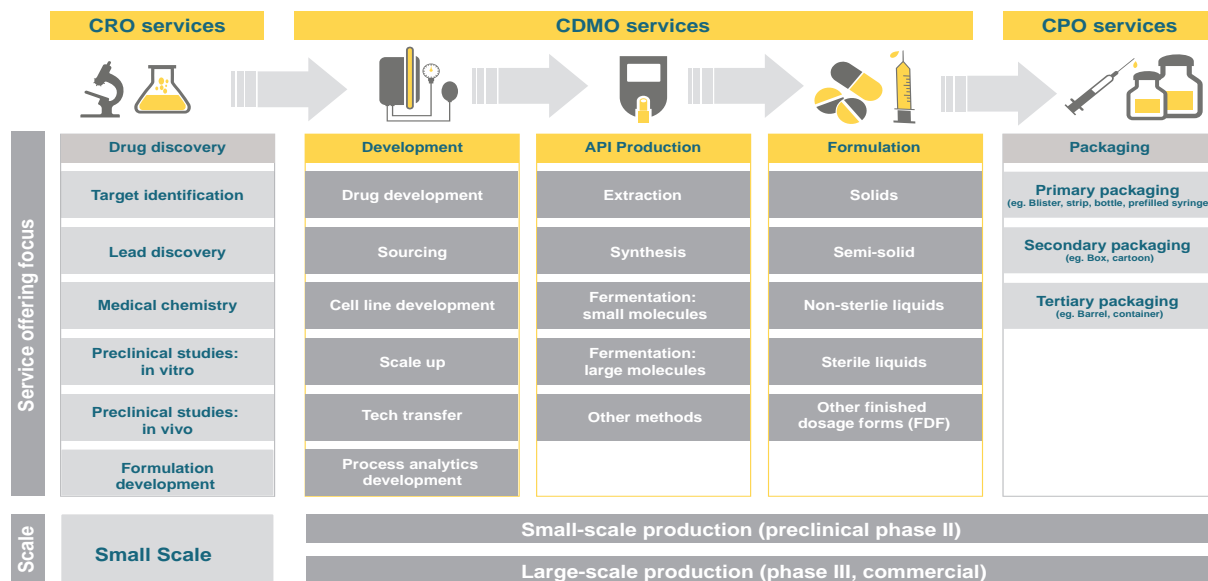 CRO services
CDMO services
CPO services
Service offering focus
Drug discovery
Target identification
Lead discovery
Medical chemistry
Preclinical studies:
in vitro
Preclinical studies:
in vivo
Formulation
development
Development
Drug development
Sourcing
Cell line development
Scale up
Tech transfer
Process analytics
development
API Production
Extraction
Synthesis
Fermentation:
small molecules
Fermentation:
large molecules
Other methods
Formulation
Solids
Semi-solid
Non-sterlie liquids
Sterile liquids
Other finished
dosage forms (FDF)
Packaging
Primary packaging
(eg. Blister, strip, bottle, prefilled syringe
Secondary packaging
(eg. Box, cartoon)
Tertiary packaging
(eg. Barrel, container)
Scale
Small Scale
Small-scale production (preclinical phase II)
Large-scale production (phase III, commercial)